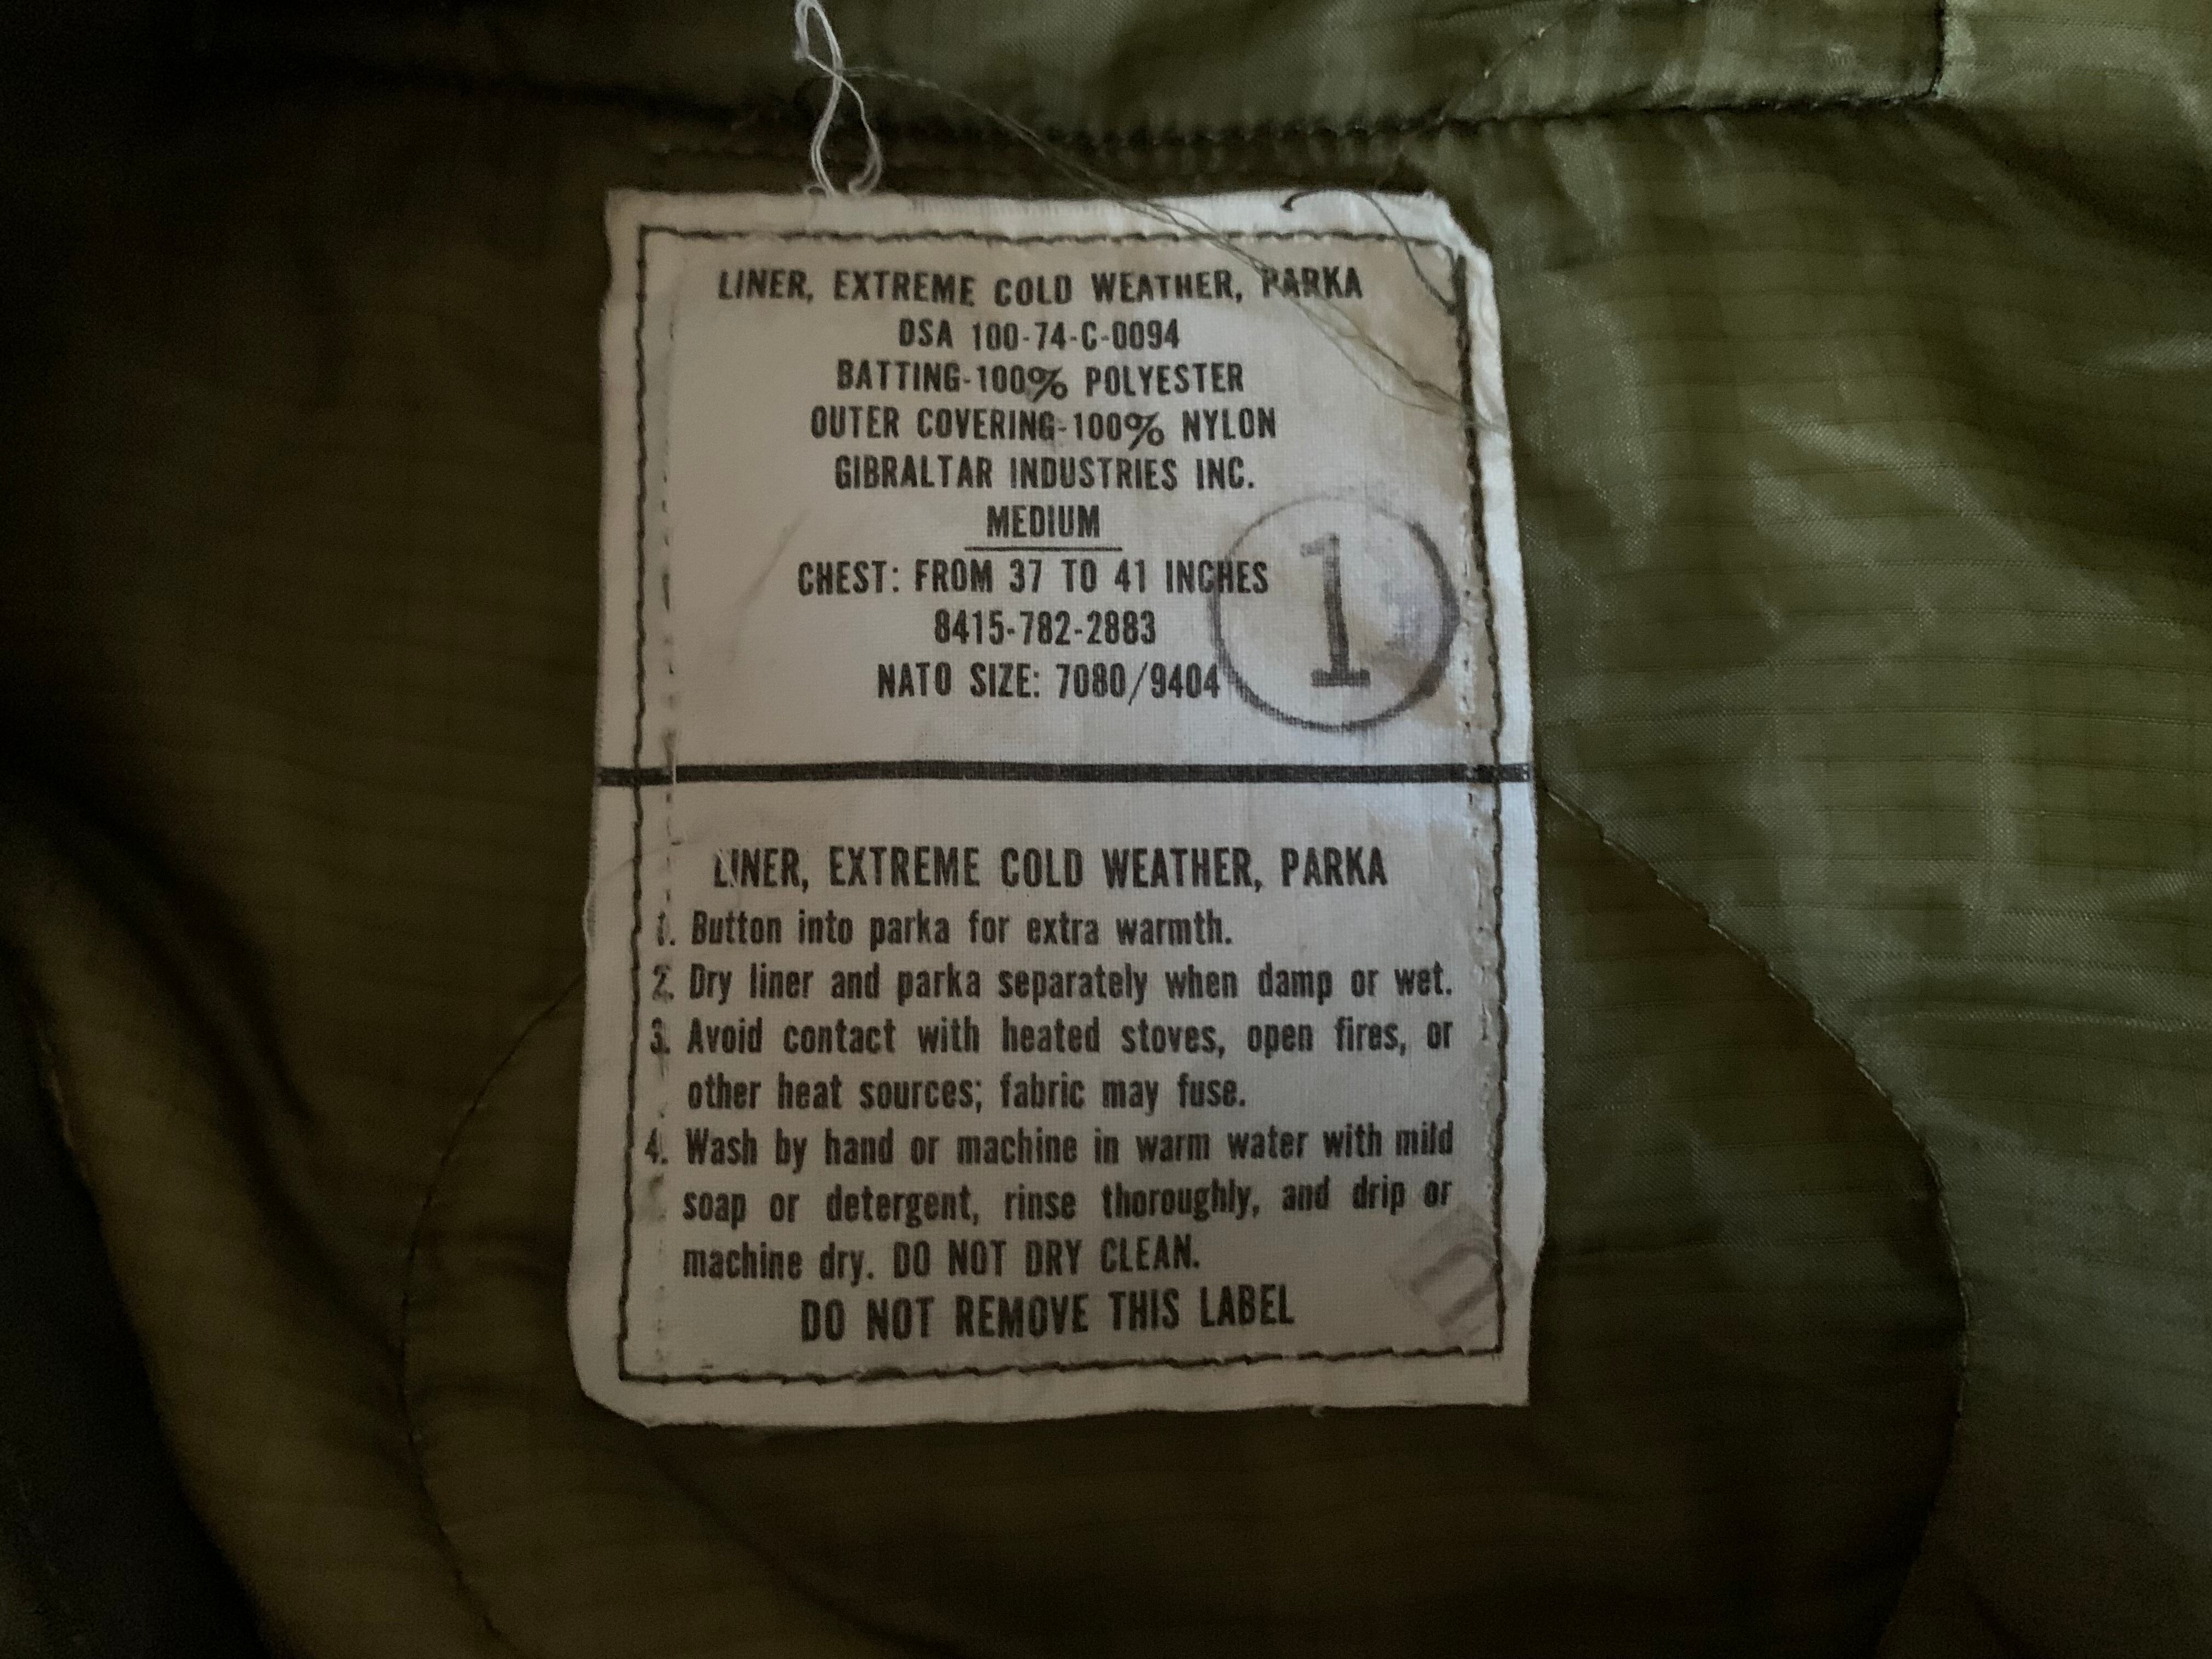 LINER, EXTREME COLD WEATHER, PARKA
DSA 100-74-C-0094
BATTING-100% POLYESTER
OUTER COVERING-100% NYLON
GIBRALTAR INDUSTRIES INC.
MEDIUM
CHEST: FROM 37 TO 41 INCHES
8415-782-2883
NATO SIZE: 7080/9404
1
LINER, EXTREME COLD WEATHER, PARKA
1. Button into parka for extra warmth.
2. Dry liner and parka separately when damp or wet.
3. Avoid contact with heated stoves, open fires, or
other heat sources; fabric may fuse.
4. Wash by hand or machine in warm water with mild
soap or detergent, rinse thoroughly, and drip or
machine dry. DO NOT DRY CLEAN.
DO NOT REMOVE THIS LABEL